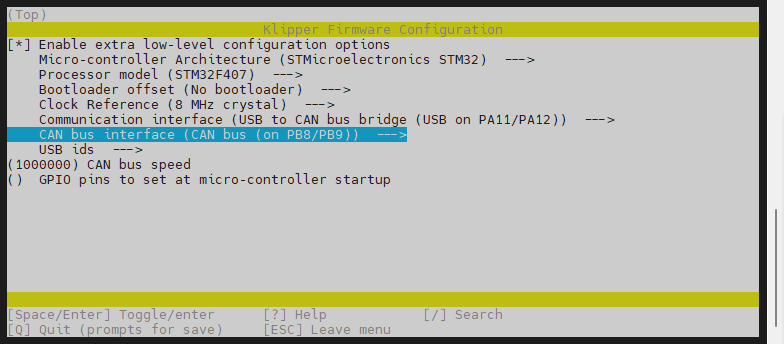 (Top)
Klipper Firmware Configuration
[*] Enable extra low-level configuration options
Micro-controller Architecture (STMicroelectronics STM32)  --->
Processor model (STM32F407)  --->
Bootloader offset (No bootloader)  --->
Clock Reference (8 MHz crystal)  --->
Communication interface (USB to CAN bus bridge (USB on PA11/PA12))  --->
CAN bus interface (CAN bus (on PB8/PB9))  --->
USB ids  --->
(1000000) CAN bus speed
()  GPIO pins to set at micro-controller startup
[Space/Enter] Toggle/enter     [?] Help     [/] Search
[Q] Quit (prompts for save)     [ESC] Leave menu